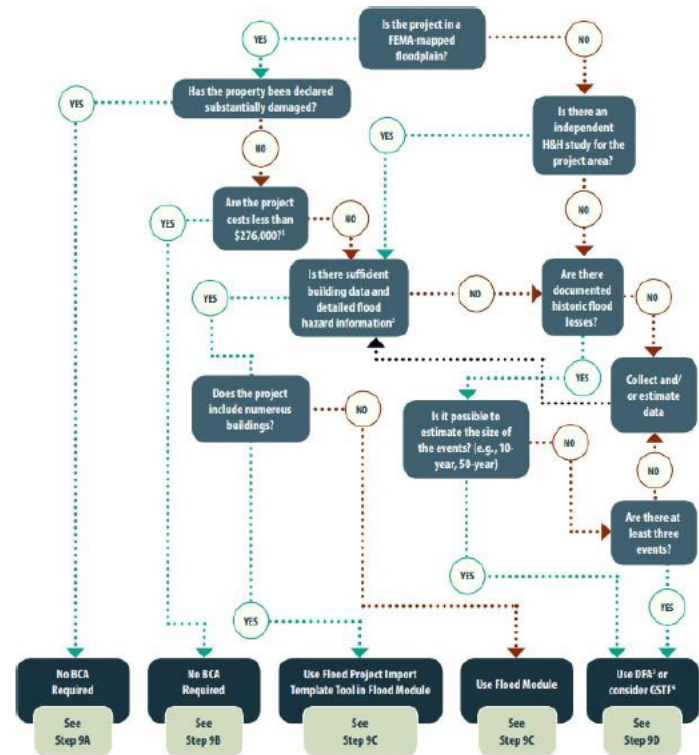 Is the project in a
FEMA-mapped
floodplain?
YES
NO
Has the property been declared
substantially damaged?
YES
Is there an
independent
H&H study for the
project area?
YES
NO
Are the project
costs less than
$276,000?¹
YES
NO
NO
Is there sufficient
building data and
detailed flood
hazard information²
YES
NO
Are there
documented
historic flood
losses?
NO
YES
Collect and/
or estimate
data
Does the project
include numerous
buildings?
NO
Is it possible to
estimate the size of
the events? (e.g., 10-
year, 50-year)
NO
NO
Are there at
least three
events?
YES
YES
YES
No BCA
Required
See
Step 9A
No BCA
Required
See
Step 9B
Use Flood Project Import
Template Tool in Flood Module
See
Step 9C
Use Flood Module
See
Step 9C
Use DFA³ or
consider GSTF⁴
See
Step 9D